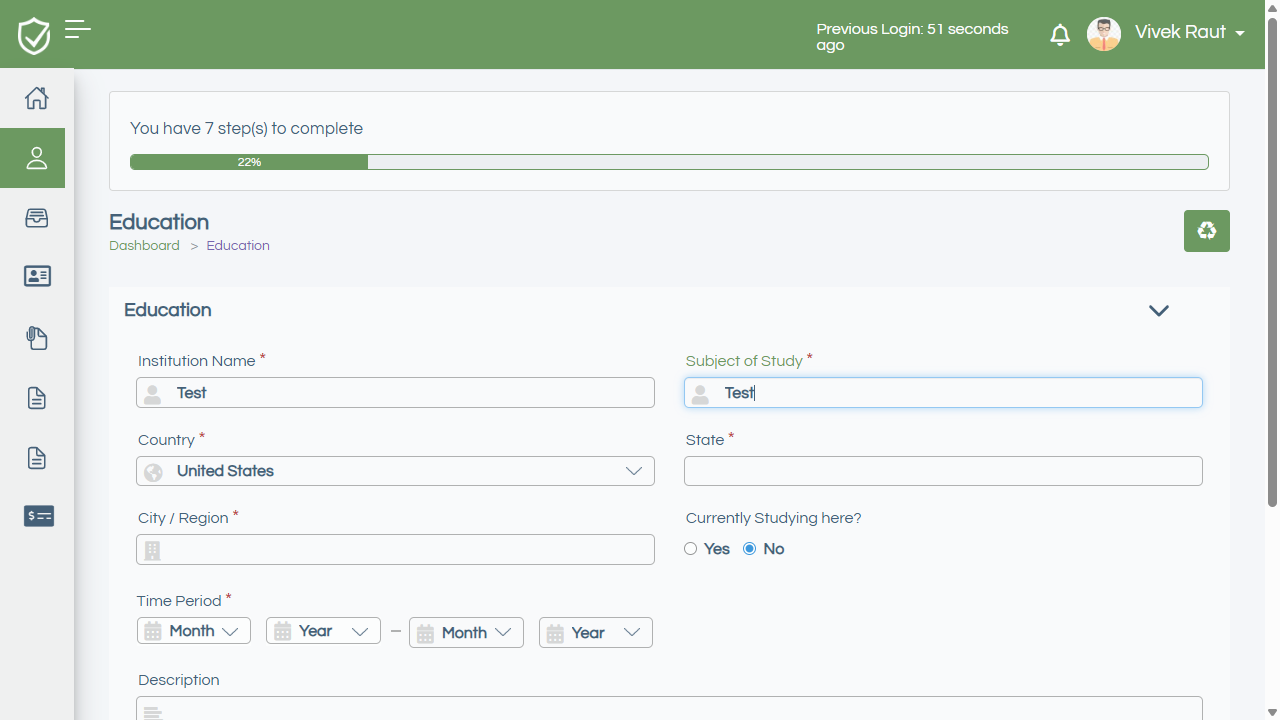 Previous Login: 51 seconds
ago
Vivek Raut
You have 7 step(s) to complete
22%
Education
Dashboard > Education
Education
Institution Name *
Subject of Study *
Test
Test
Country *
State *
United States
City / Region *
Currently Studying here?
Yes
No
Time Period *
Month
Year
–
Month
Year
Description